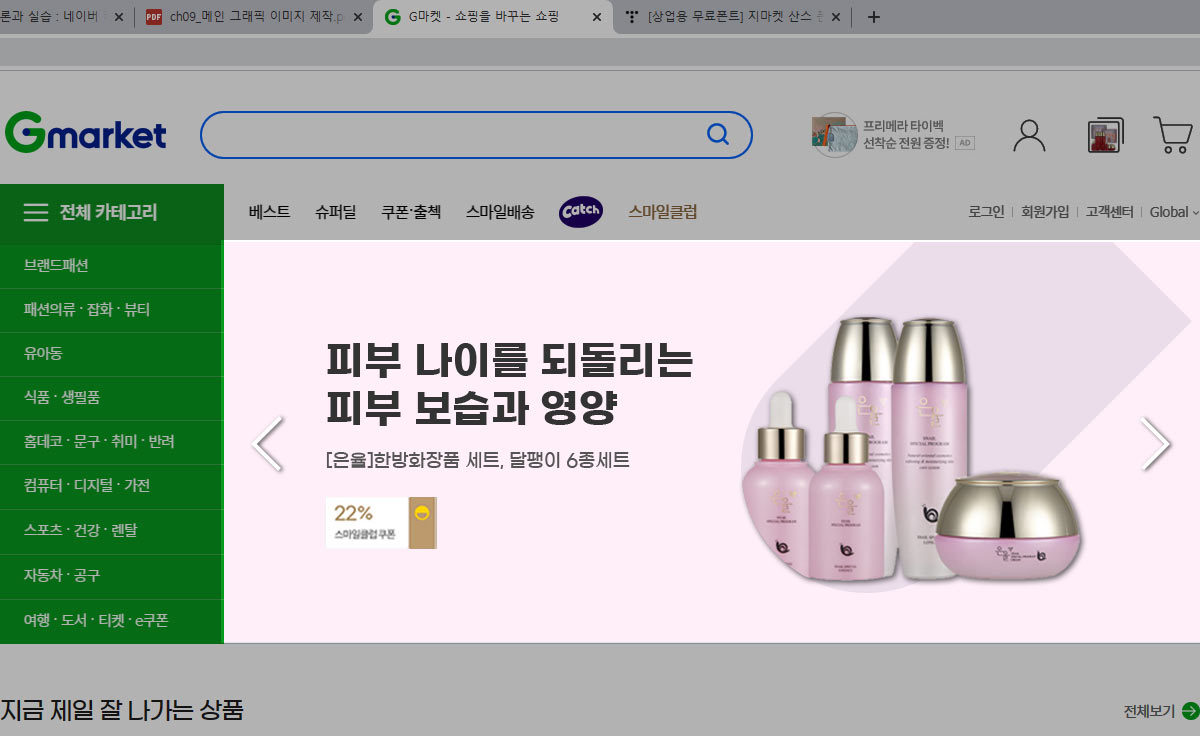 론과 실습 : 네이버
PDF ch09_메인 그래픽 이미지 제작.p
G마켓 - 쇼핑을 바꾸는 쇼핑
[상업용 무료폰트] 지마켓 산스
Gmarket
프리메라 타이벡
선착순 전원 증정! AD
전체 카테고리
베스트 슈퍼딜 쿠폰·출첵 스마일배송 Catch 스마일클럽
로그인 회원가입 고객센터 Global
브랜드패션
패션의류 · 잡화 · 뷰티
유아동
식품 · 생필품
홈데코 · 문구 · 취미 · 반려
컴퓨터 · 디지털 · 가전
스포츠 · 건강 · 렌탈
자동차 · 공구
여행 · 도서 · 티켓 · e쿠폰
피부 나이를 되돌리는
피부 보습과 영양
[은율]한방화장품 세트, 달팽이 6종세트
22%
스마일클럽 쿠폰
은율
SNAIL
SPECIAL PROGRAM
지금 제일 잘 나가는 상품
전체보기